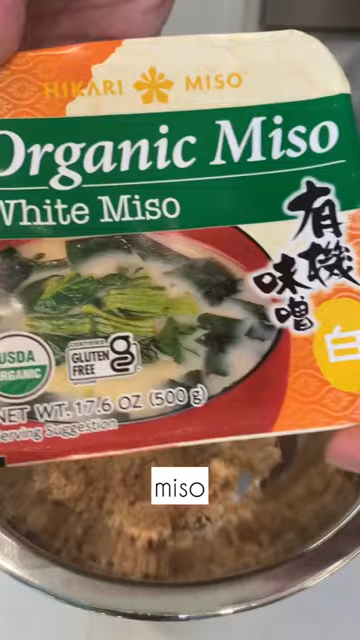 HIKARI MISO
Organic Miso
White Miso
有機
味噌
白
USDA
ORGANIC
CERTIFIED
GLUTEN
FREE
NET WT. 17.6 OZ (500 g)
Serving Suggestion
miso